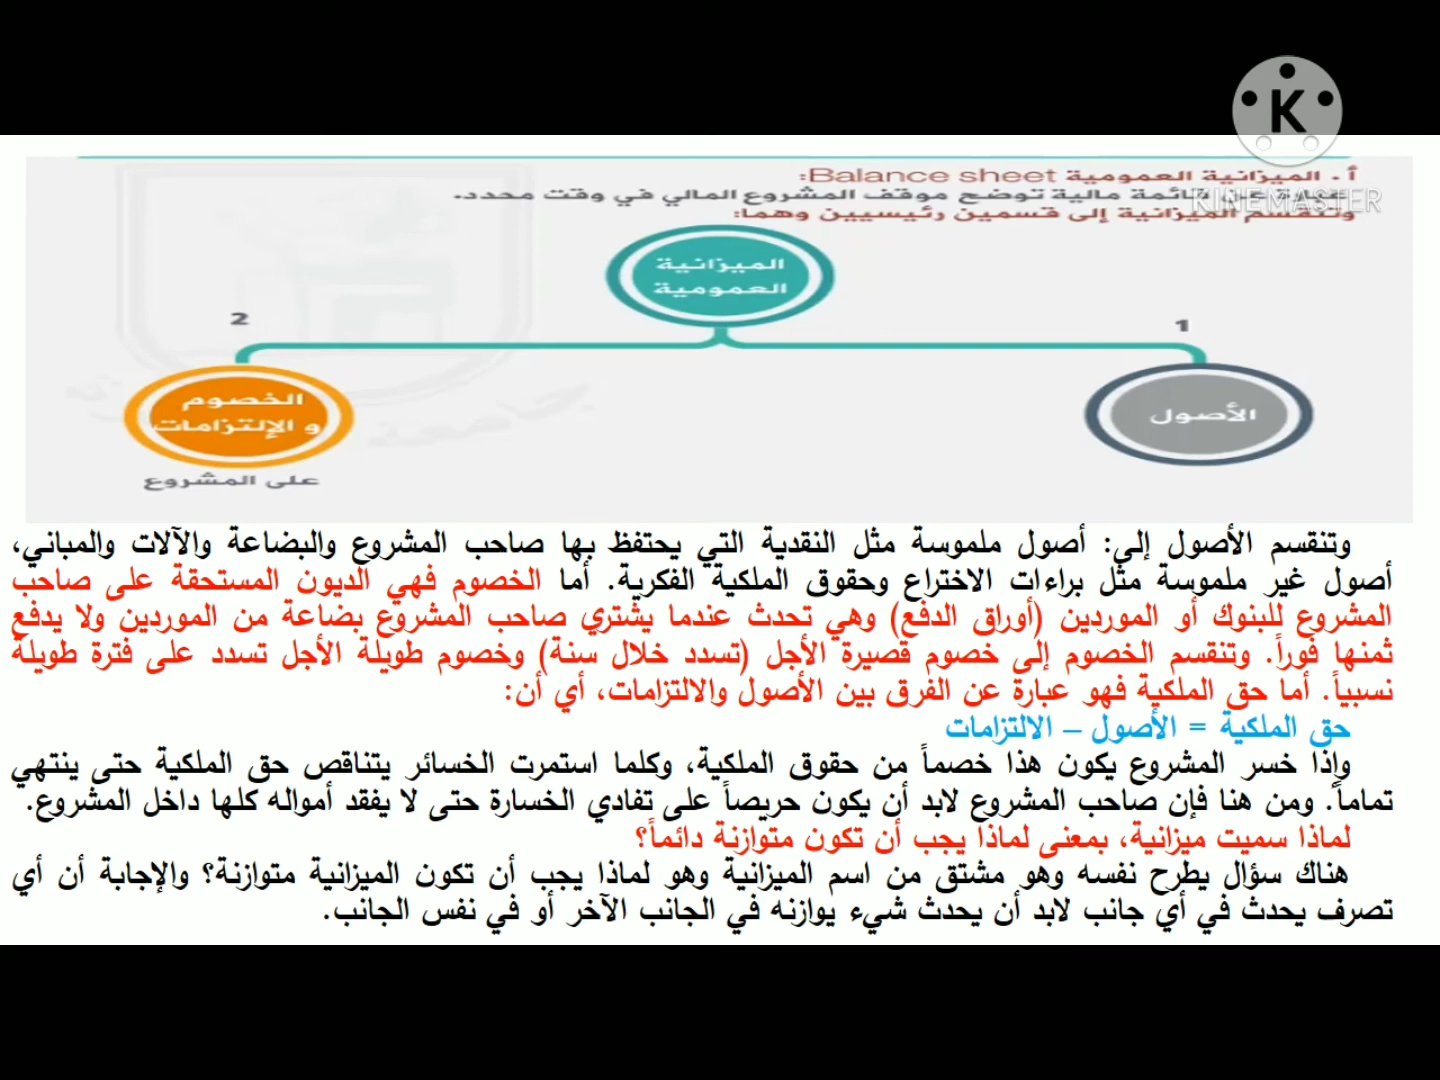 أ. الميزانية العمومية Balance sheet:
قائمة مالية توضح موقف المشروع المالي في وقت محدد.
وتنقسم الميزانية إلى قسمين رئيسيين وهما:
KINEMASTER
الميزانية
العمومية
1
2
الأصول
الخصوم
و الإلتزامات
على المشروع
وتنقسم الأصول إلى: أصول ملموسة مثل النقدية التي يحتفظ بها صاحب المشروع والبضاعة والآلات والمباني،
أصول غير ملموسة مثل براءات الاختراع وحقوق الملكية الفكرية. أما الخصوم فهي الديون المستحقة على صاحب
المشروع للبنوك أو الموردين (أوراق الدفع) وهي تحدث عندما يشتري صاحب المشروع بضاعة من الموردين ولا يدفع
ثمنها فوراً. وتنقسم الخصوم إلى خصوم قصيرة الأجل (تسدد خلال سنة) وخصوم طويلة الأجل تسدد على فترة طويلة
نسبياً. أما حق الملكية فهو عبارة عن الفرق بين الأصول والالتزامات، أي أن:
حق الملكية = الأصول – الالتزامات
وإذا خسر المشروع يكون هذا خصماً من حقوق الملكية، وكلما استمرت الخسائر يتناقص حق الملكية حتى ينتهي
تماماً. ومن هنا فإن صاحب المشروع لابد أن يكون حريصاً على تفادي الخسارة حتى لا يفقد أمواله كلها داخل المشروع.
لماذا سميت ميزانية، بمعنى لماذا يجب أن تكون متوازنة دائماً؟
هناك سؤال يطرح نفسه وهو مشتق من اسم الميزانية وهو لماذا يجب أن تكون الميزانية متوازنة؟ والإجابة أن أي
تصرف يحدث في أي جانب لابد أن يحدث شيء يوازنه في الجانب الآخر أو في نفس الجانب.